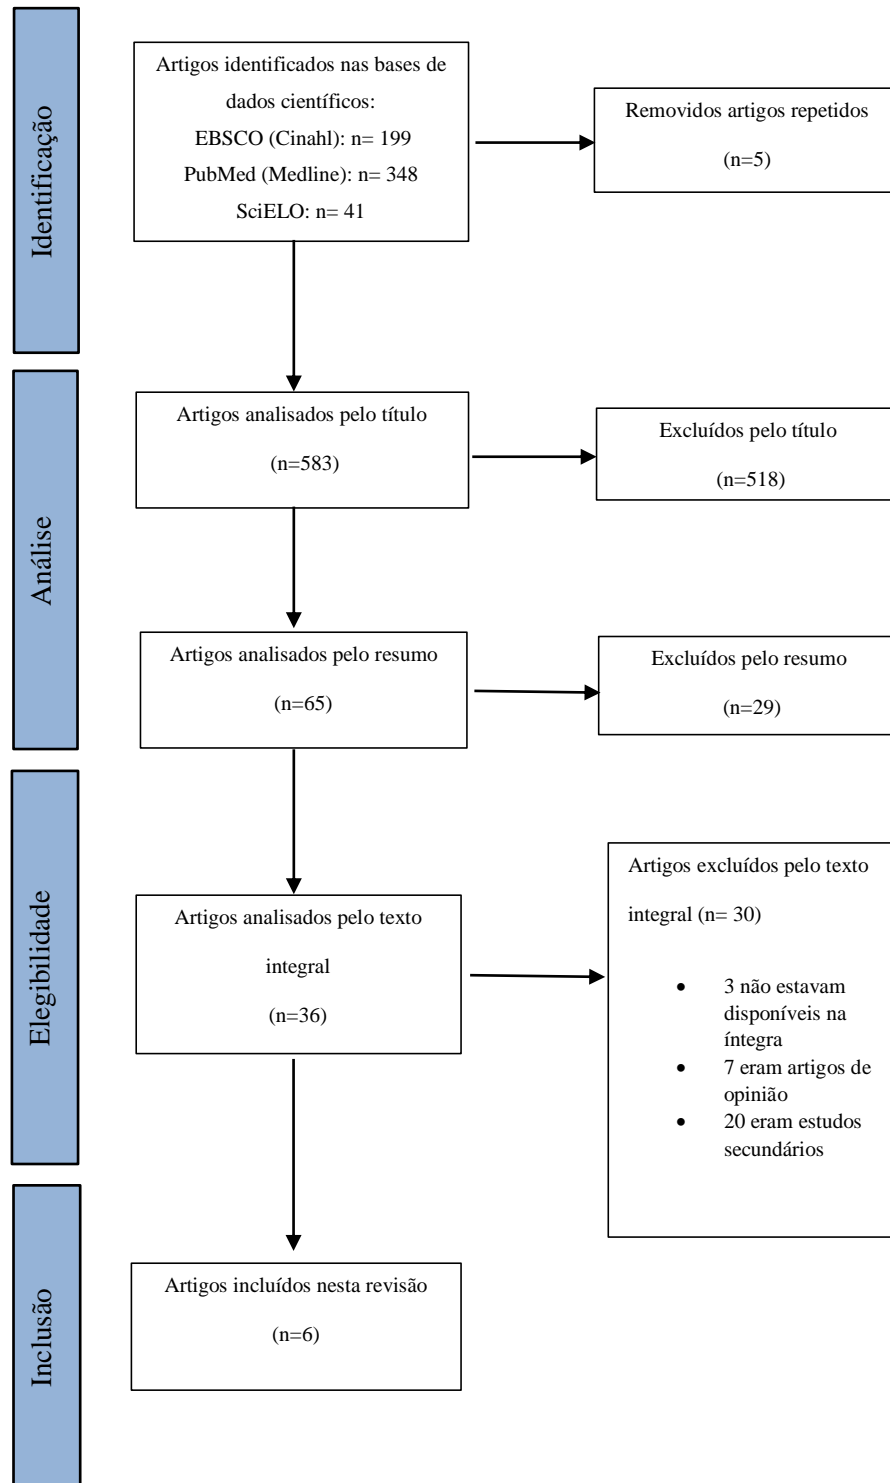 Identificação
Artigos identificados nas bases de
dados científicos:
EBSCO (Cinahl): n= 199
PubMed (Medline): n= 348
SciELO: n= 41
Removidos artigos repetidos
(n=5)
Análise
Artigos analisados pelo título
(n=583)
Excluídos pelo título
(n=518)
Artigos analisados pelo resumo
(n=65)
Excluídos pelo resumo
(n=29)
Elegibilidade
Artigos analisados pelo texto
integral
(n=36)
Artigos excluídos pelo texto
integral (n= 30)
• 3 não estavam
disponíveis na
íntegra
• 7 eram artigos de
opinião
• 20 eram estudos
secundários
Inclusão
Artigos incluídos nesta revisão
(n=6)